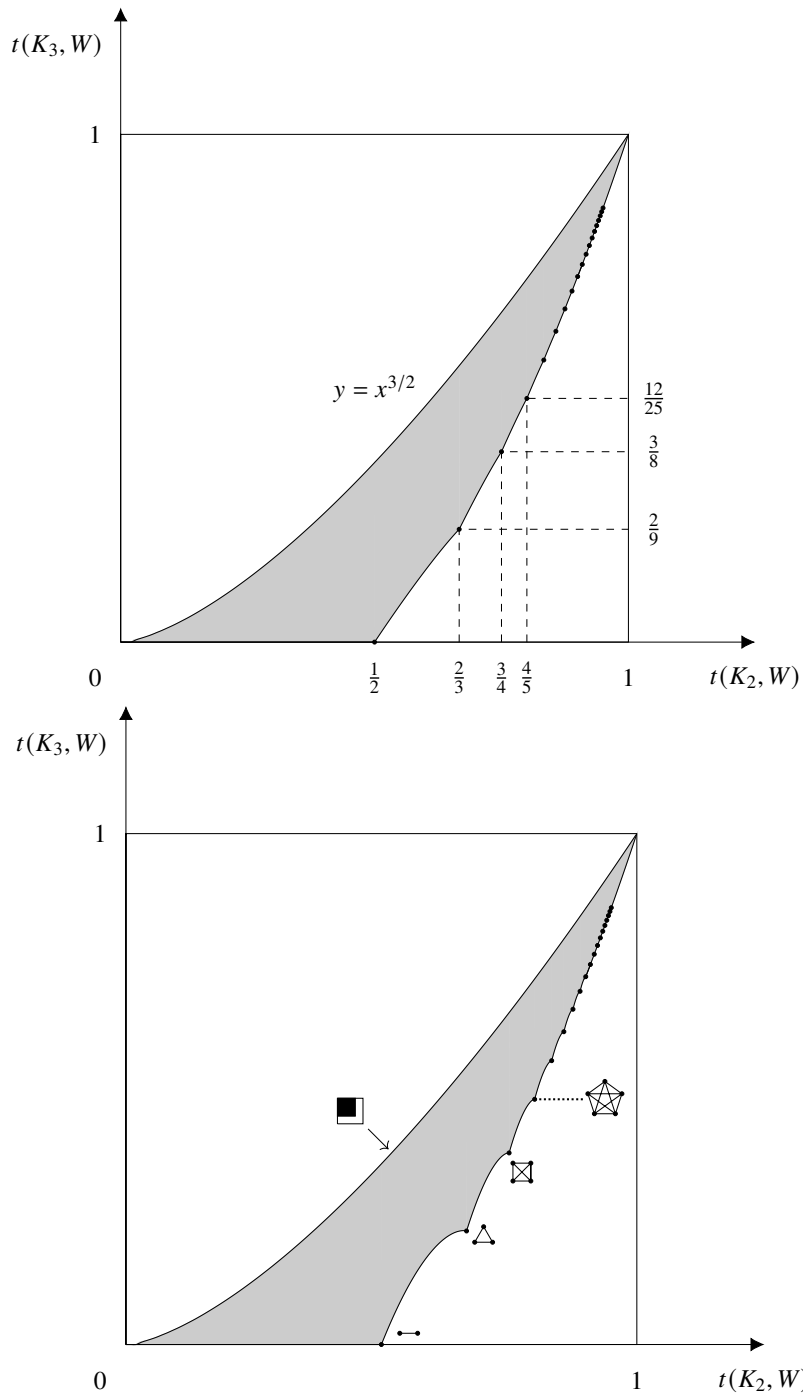 t(K₃, W)
1
y = x^{3/2}
12/25
3/8
2/9
0 1/2 2/3 3/4 4/5 1 t(K₂, W)
t(K₃, W)
1
0 1 t(K₂, W)